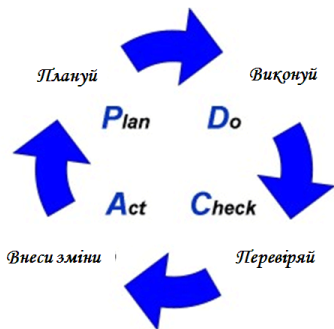 Плануй
Виконуй
Plan
Do
Act
Check
Внеси зміни
Перевіряй